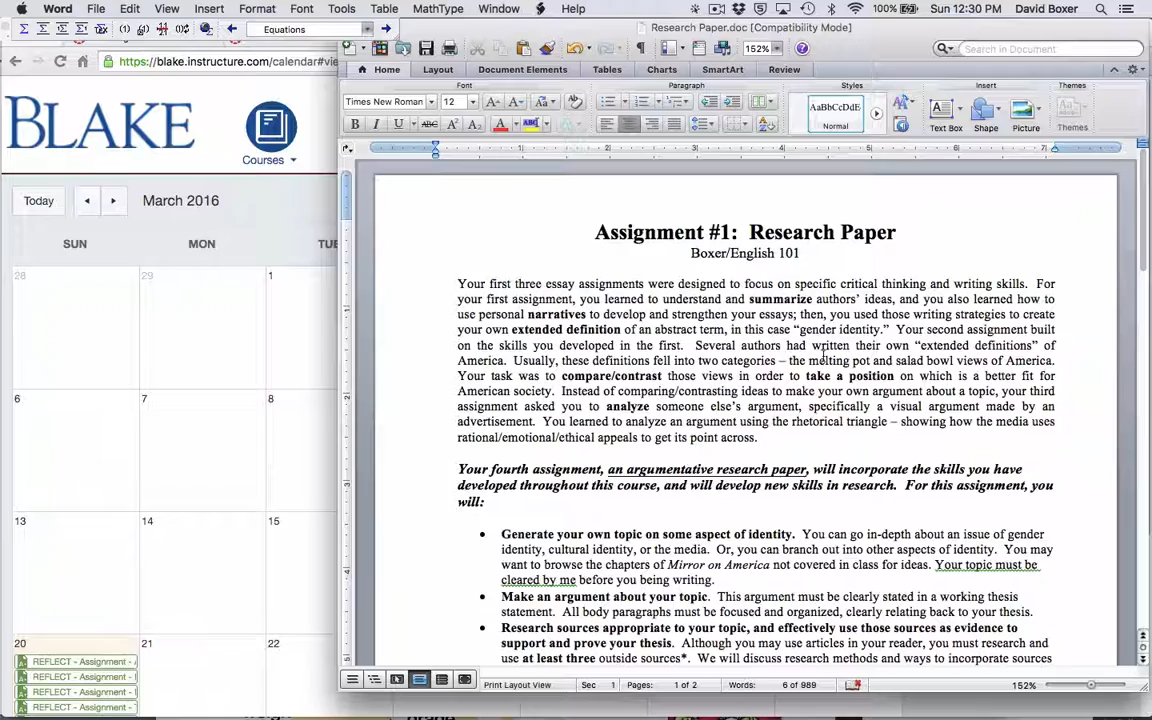 Word File Edit View Insert Format Font Tools Table MathType Window Help 100% Sun 12:30 PM David Boxer
Equations
Research Paper.doc [Compatibility Mode]
152%
Search in Document
https://blake.instructure.com/calendar#vie
Home Layout Document Elements Tables Charts SmartArt Review
Font Paragraph Styles Insert Themes
Times New Roman 12
AaBbCcDdE
Normal
Text Box Shape Picture Themes
BLAKE
Courses
Today March 2016
SUN MON TU
28 29 1
6 7 8
13 14 15
20 21 22
REFLECT - Assignment -
REFLECT - Assignment -
REFLECT - Assignment -
REFLECT - Assignment -
Assignment #1: Research Paper
Boxer/English 101
Your first three essay assignments were designed to focus on specific critical thinking and writing skills. For
your first assignment, you learned to understand and summarize authors' ideas, and you also learned how to
use personal narratives to develop and strengthen your essays; then, you used those writing strategies to create
your own extended definition of an abstract term, in this case “gender identity.” Your second assignment built
on the skills you developed in the first. Several authors had written their own “extended definitions” of
America. Usually, these definitions fell into two categories – the melting pot and salad bowl views of America.
Your task was to compare/contrast those views in order to take a position on which is a better fit for
American society. Instead of comparing/contrasting ideas to make your own argument about a topic, your third
assignment asked you to analyze someone else's argument, specifically a visual argument made by an
advertisement. You learned to analyze an argument using the rhetorical triangle – showing how the media uses
rational/emotional/ethical appeals to get its point across.
Your fourth assignment, an argumentative research paper, will incorporate the skills you have
developed throughout this course, and will develop new skills in research. For this assignment, you
will:
• Generate your own topic on some aspect of identity. You can go in-depth about an issue of gender
identity, cultural identity, or the media. Or, you can branch out into other aspects of identity. You may
want to browse the chapters of Mirror on America not covered in class for ideas. Your topic must be
cleared by me before you being writing.
• Make an argument about your topic. This argument must be clearly stated in a working thesis
statement. All body paragraphs must be focused and organized, clearly relating back to your thesis.
• Research sources appropriate to your topic, and effectively use those sources as evidence to
support and prove your thesis. Although you may use articles in your reader, you must research and
use at least three outside sources*. We will discuss research methods and ways to incorporate sources
Print Layout View Sec 1 Pages: 1 of 2 Words: 6 of 989 152%